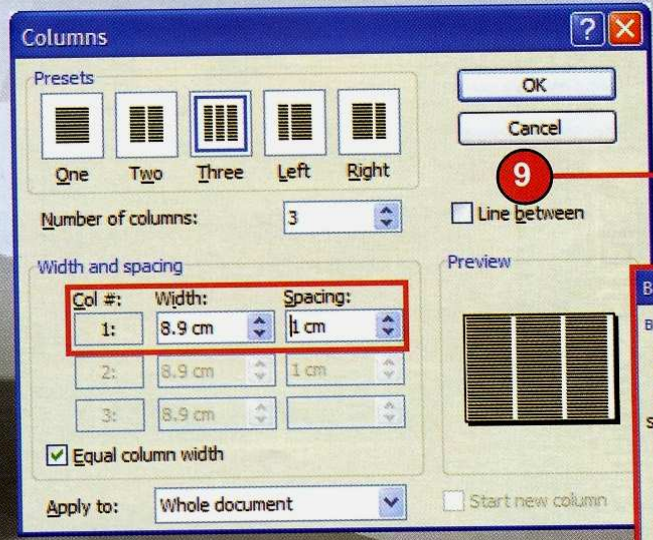 Columns
Presets
One Two Three Left Right
OK
Cancel
9
Number of columns: 3
Line between
Width and spacing
Preview
Col #: Width: Spacing:
1: 8.9 cm 1 cm
2: 8.9 cm 1 cm
3: 8.9 cm
Equal column width
Apply to: Whole document
Start new column